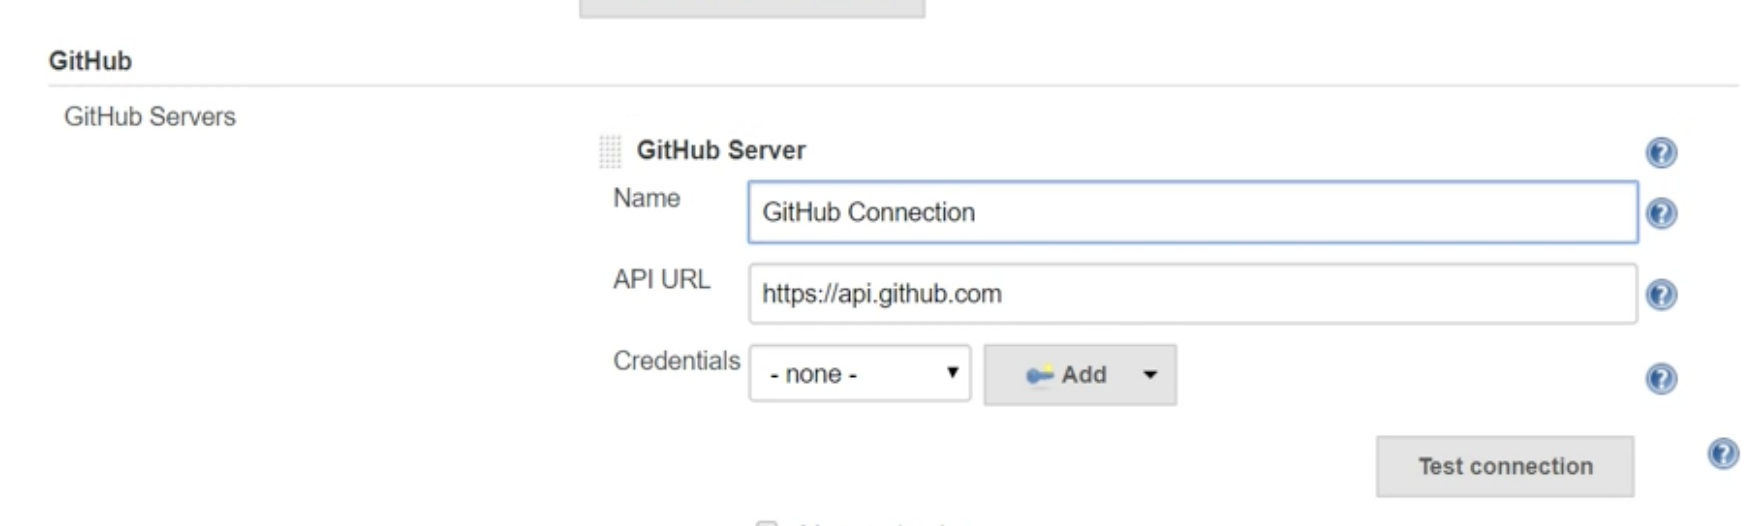 GitHub
GitHub Servers
GitHub Server
Name
GitHub Connection
API URL
https://api.github.com
Credentials
- none -
Add
Test connection